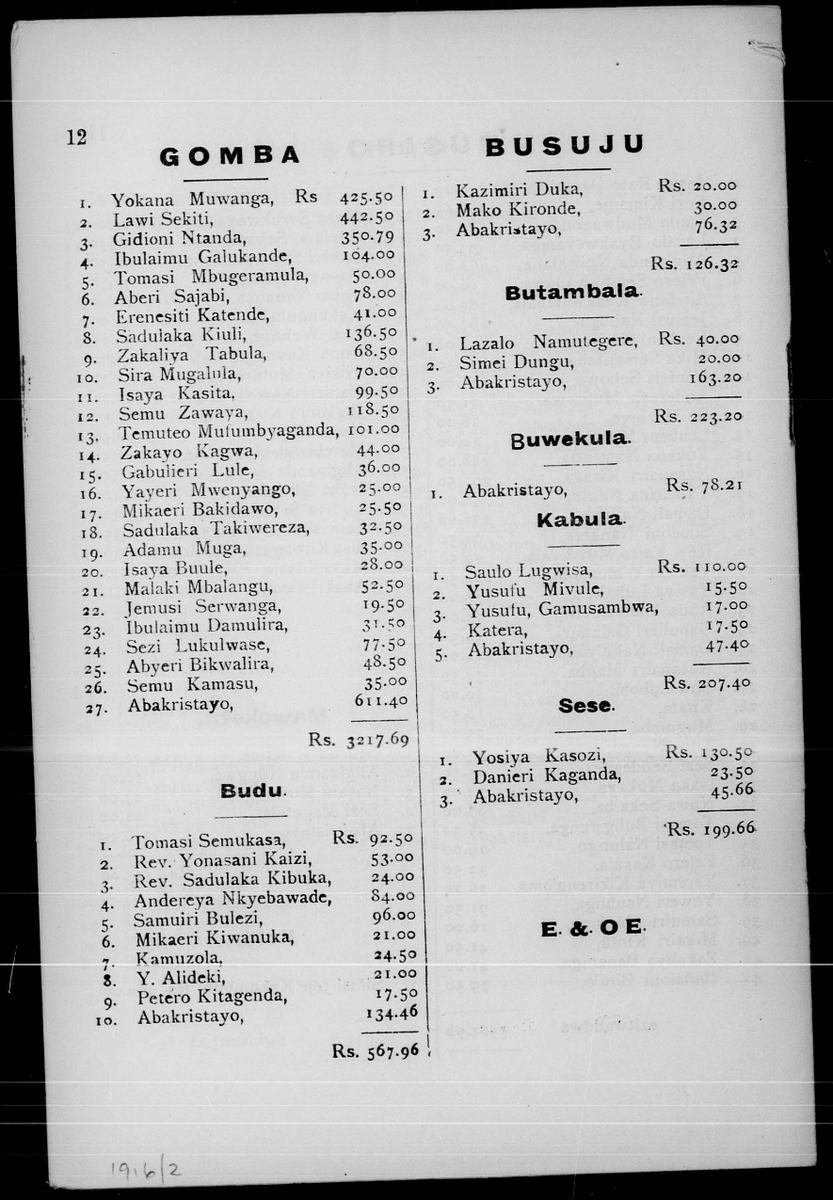 12
GOMBA
1. Yokana Muwanga, Rs 425.50
2. Lawi Sekiti, 442.50
3. Gidioni Ntanda, 350.79
4. Ibulaimu Galukande, 104.00
5. Tomasi Mbugeramula, 50.00
6. Aberi Sajabi, 78.00
7. Erenesiti Katende, 41.00
8. Sadulaka Kiuli, 136.50
9. Zakaliya Tabula, 68.50
10. Sira Mugalula, 70.00
11. Isaya Kasita, 99.50
12. Semu Zawaya, 118.50
13. Temuteo Mufumbyaganda, 101.00
14. Zakayo Kagwa, 44.00
15. Gabulieri Lule, 36.00
16. Yayeri Mwenyango, 25.00
17. Mikaeri Bakidawo, 25.50
18. Sadulaka Takiwereza, 32.50
19. Adamu Muga, 35.00
20. Isaya Buule, 28.00
21. Malaki Mbalangu, 52.50
22. Jemusi Serwanga, 19.50
23. Ibulaimu Damulira, 31.50
24. Sezi Lukulwase, 77.50
25. Abyeri Bikwalira, 48.50
26. Semu Kamasu, 35.00
27. Abakristayo, 611.40
Rs. 3217.69
Budu.
1. Tomasi Semukasa, Rs. 92.50
2. Rev. Yonasani Kaizi, 53.00
3. Rev. Sadulaka Kibuka, 24.00
4. Andereya Nkyebawade, 84.00
5. Samuiri Bulezi, 96.00
6. Mikaeri Kiwanuka, 21.00
7. Kamuzola, 24.50
8. Y. Alideki, 21.00
9. Petero Kitagenda, 17.50
10. Abakristayo, 134.46
Rs. 567.96
BUSUJU
1. Kazimiri Duka, Rs. 20.00
2. Mako Kironde, 30.00
3. Abakristayo, 76.32
Rs. 126.32
Butambala.
1. Lazalo Namutegere, Rs. 40.00
2. Simei Dungu, 20.00
3. Abakristayo, 163.20
Rs. 223.20
Buwekula.
1. Abakristayo, Rs. 78.21
Kabula.
1. Saulo Lugwisa, Rs. 110.00
2. Yusufu Mivule, 15.50
3. Yusufu, Gamusambwa, 17.00
4. Katera, 17.50
5. Abakristayo, 47.40
Rs. 207.40
Sese.
1. Yosiya Kasozi, Rs. 130.50
2. Danieri Kaganda, 23.50
3. Abakristayo, 45.66
Rs. 199.66
E. &. O E.
1916/2